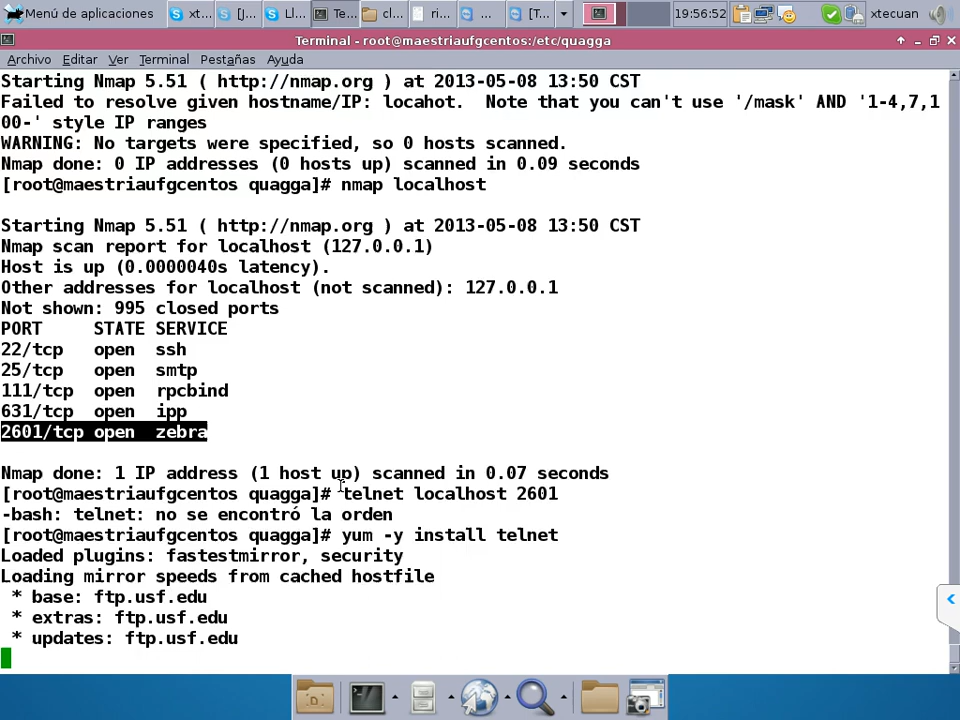 Menú de aplicaciones
xt...
[J...
Ll...
Te...
cl...
ri...
...
[T...
19:56:52
xtecuan
Terminal - root@maestriaufgcentos:/etc/quagga
Archivo Editar Ver Terminal Pestañas Ayuda
Starting Nmap 5.51 ( http://nmap.org ) at 2013-05-08 13:50 CST
Failed to resolve given hostname/IP: locahot.  Note that you can't use '/mask' AND '1-4,7,1
00-' style IP ranges
WARNING: No targets were specified, so 0 hosts scanned.
Nmap done: 0 IP addresses (0 hosts up) scanned in 0.09 seconds
[root@maestriaufgcentos quagga]# nmap localhost
Starting Nmap 5.51 ( http://nmap.org ) at 2013-05-08 13:50 CST
Nmap scan report for localhost (127.0.0.1)
Host is up (0.0000040s latency).
Other addresses for localhost (not scanned): 127.0.0.1
Not shown: 995 closed ports
PORT     STATE SERVICE
22/tcp   open  ssh
25/tcp   open  smtp
111/tcp  open  rpcbind
631/tcp  open  ipp
2601/tcp open  zebra
Nmap done: 1 IP address (1 host up) scanned in 0.07 seconds
[root@maestriaufgcentos quagga]# telnet localhost 2601
-bash: telnet: no se encontró la orden
[root@maestriaufgcentos quagga]# yum -y install telnet
Loaded plugins: fastestmirror, security
Loading mirror speeds from cached hostfile
 * base: ftp.usf.edu
 * extras: ftp.usf.edu
 * updates: ftp.usf.edu